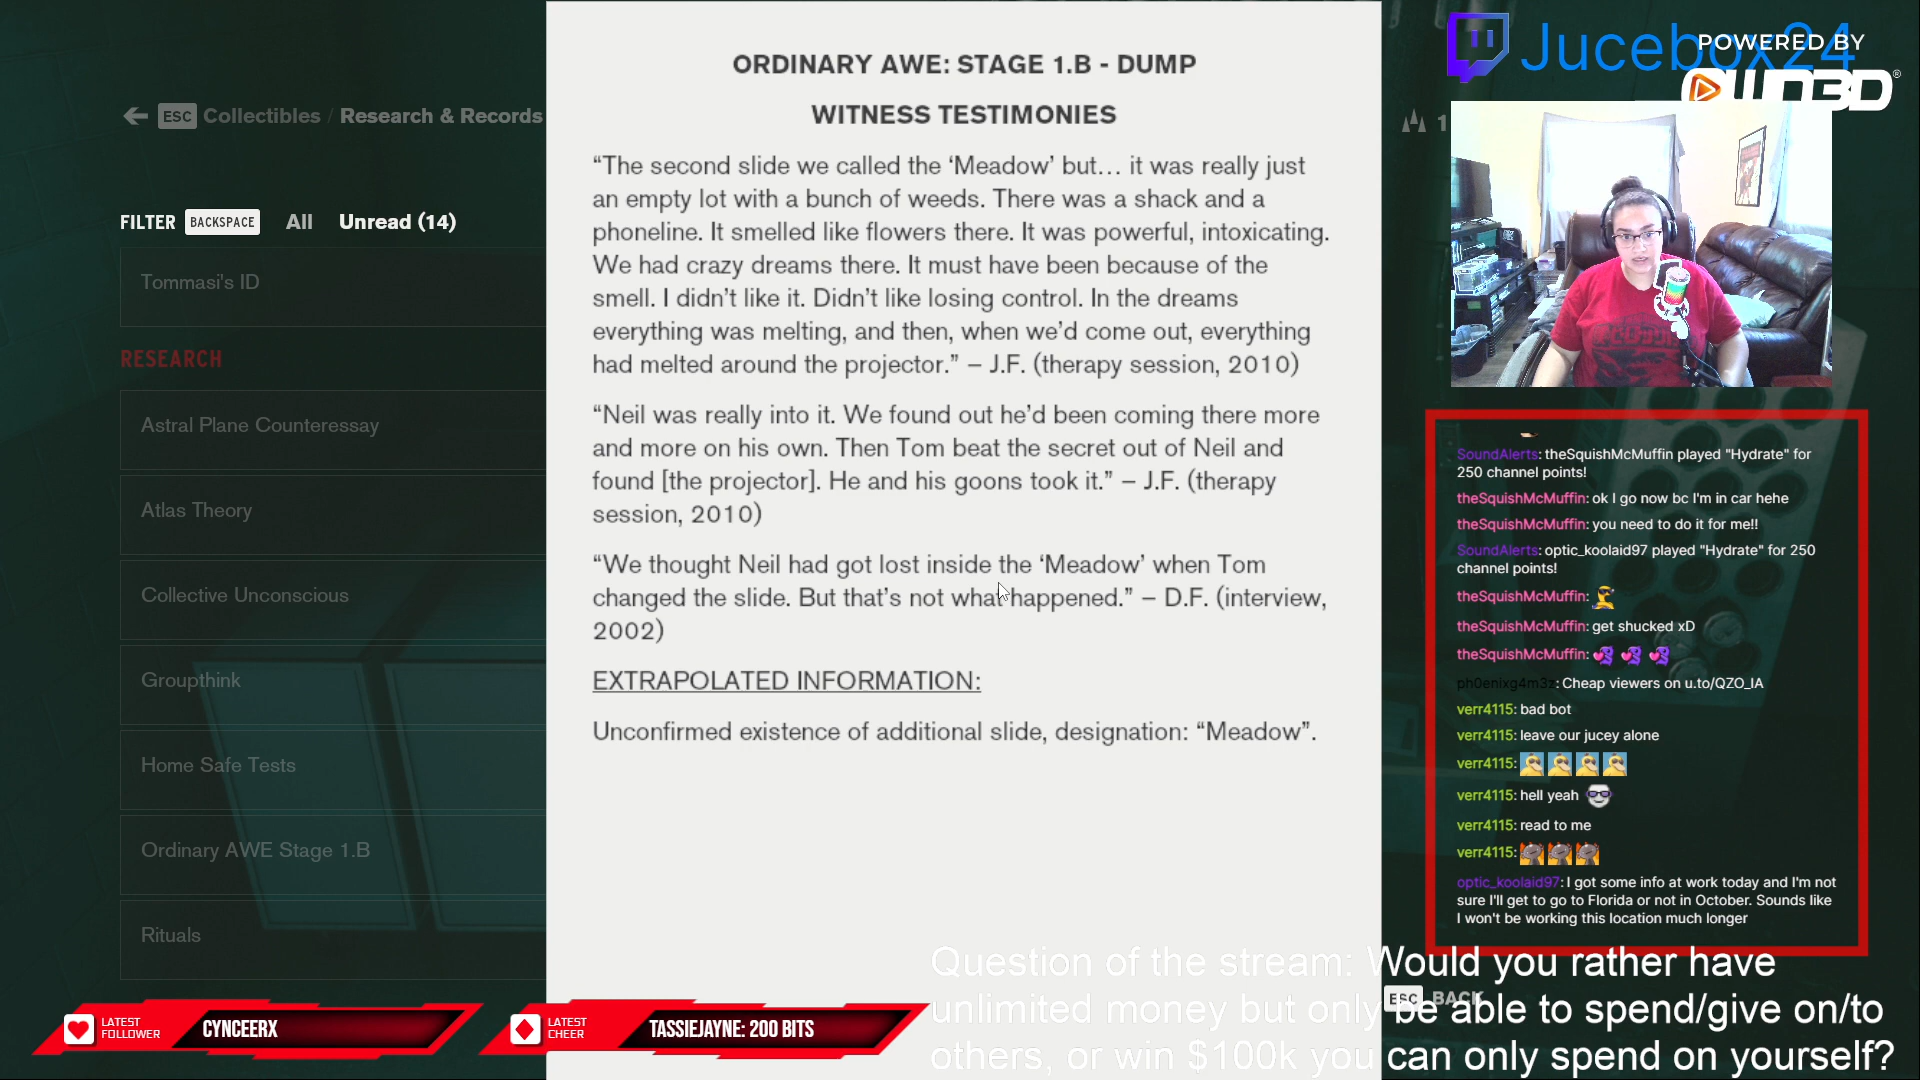 ORDINARY AWE: STAGE 1.B - DUMP
WITNESS TESTIMONIES
“The second slide we called the ‘Meadow’ but… it was really just
an empty lot with a bunch of weeds. There was a shack and a
phoneline. It smelled like flowers there. It was powerful, intoxicating.
We had crazy dreams there. It must have been because of the
smell. I didn’t like it. Didn’t like losing control. In the dreams
everything was melting, and then, when we’d come out, everything
had melted around the projector.” – J.F. (therapy session, 2010)
“Neil was really into it. We found out he’d been coming there more
and more on his own. Then Tom beat the secret out of Neil and
found [the projector]. He and his goons took it.” – J.F. (therapy
session, 2010)
“We thought Neil had got lost inside the ‘Meadow’ when Tom
changed the slide. But that’s not what happened.” – D.F. (interview,
2002)
EXTRAPOLATED INFORMATION:
Unconfirmed existence of additional slide, designation: “Meadow”.
ESC Collectibles / Research & Records
FILTER BACKSPACE All Unread (14)
Tommasi's ID
RESEARCH
Astral Plane Counteressay
Atlas Theory
Collective Unconscious
Groupthink
Home Safe Tests
Ordinary AWE Stage 1.B
Rituals
1
Jucebox24
POWERED BY
OWN3D
SoundAlerts: theSquishMcMuffin played "Hydrate" for
250 channel points!
theSquishMcMuffin: ok I go now bc I'm in car hehe
theSquishMcMuffin: you need to do it for me!!
SoundAlerts: optic_koolaid97 played "Hydrate" for 250
channel points!
theSquishMcMuffin:
theSquishMcMuffin: get shucked xD
theSquishMcMuffin:
ph0enixg4m3z: Cheap viewers on u.to/QZO_IA
verr4115: bad bot
verr4115: leave our jucey alone
verr4115:
verr4115: hell yeah
verr4115: read to me
verr4115:
optic_koolaid97: I got some info at work today and I'm not
sure I'll get to go to Florida or not in October. Sounds like
I won't be working this location much longer
Question of the stream: Would you rather have
unlimited money but only be able to spend/give on/to
others, or win $100k you can only spend on yourself?
ESC BACK
LATEST
FOLLOWER
CYNCEERX
LATEST
CHEER
TASSIEJAYNE: 200 BITS